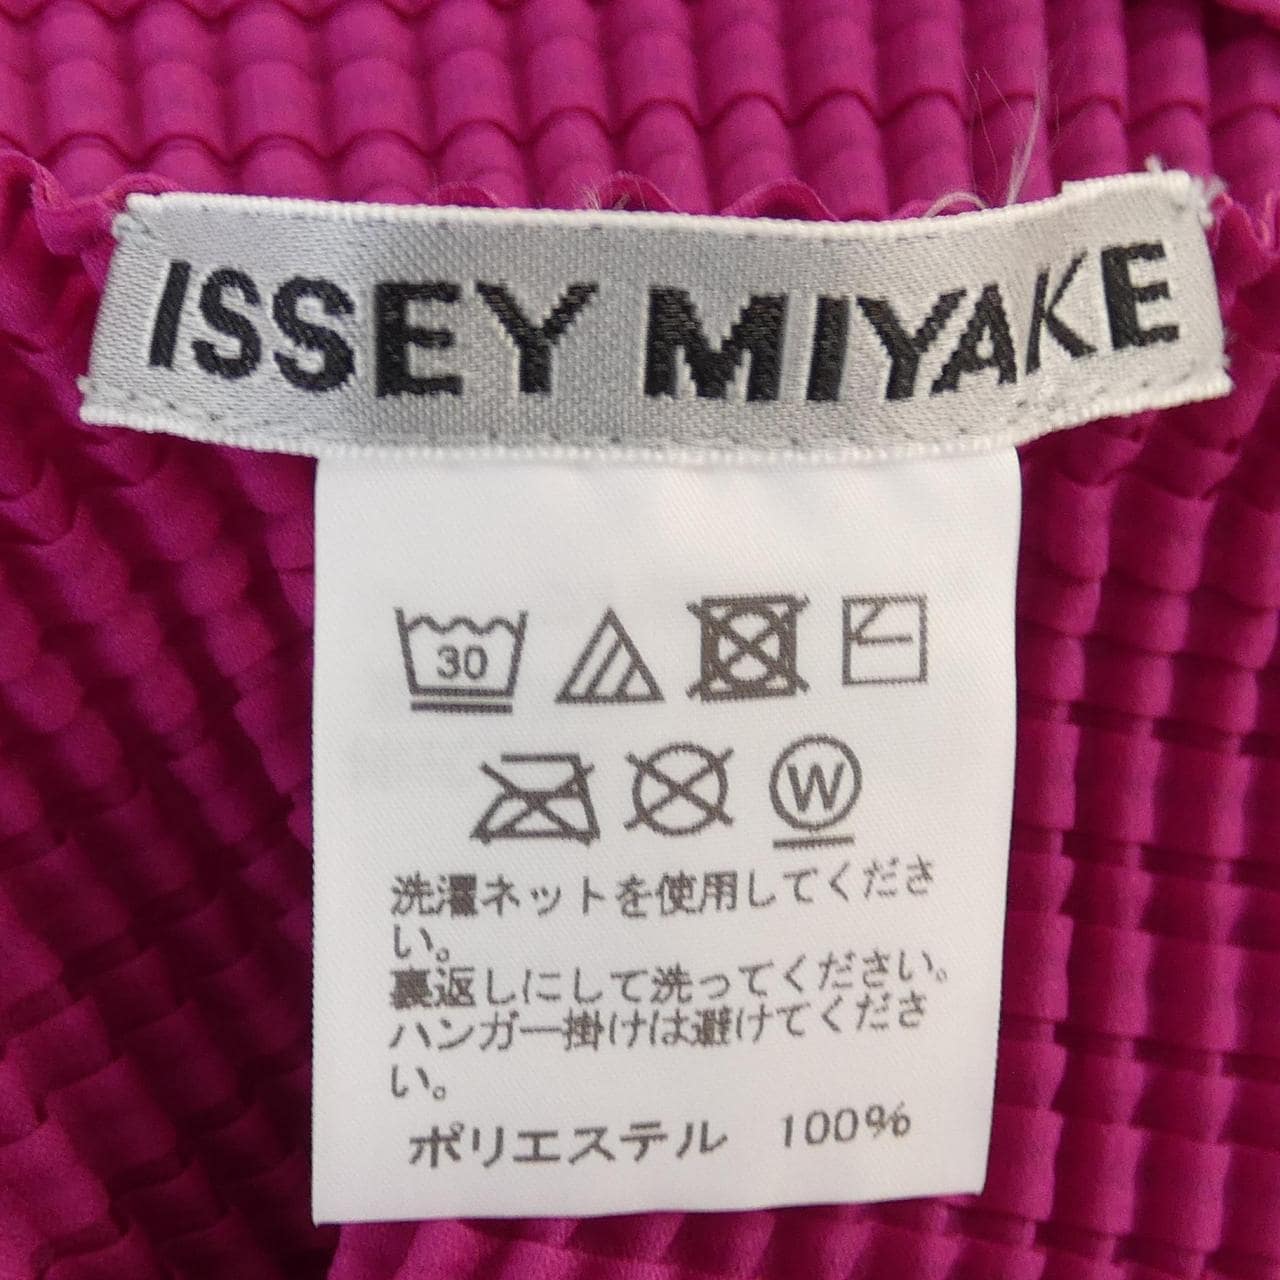 ISSEY MIYAKE
30
W
洗濯ネットを使用してくださ
い。
裏返しにして洗ってください。
ハンガー掛けは避けてくださ
い。
ポリエステル 100%